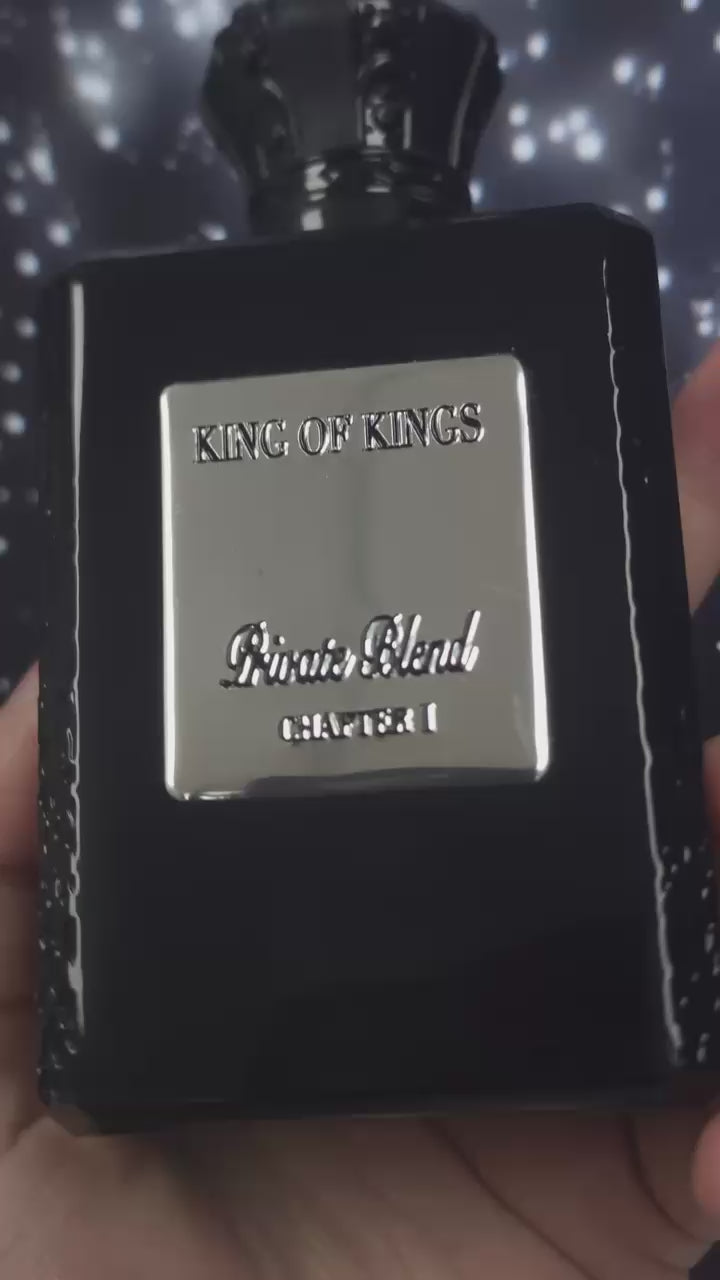 KING OF KINGS
Private Blend
CHAPTER 1